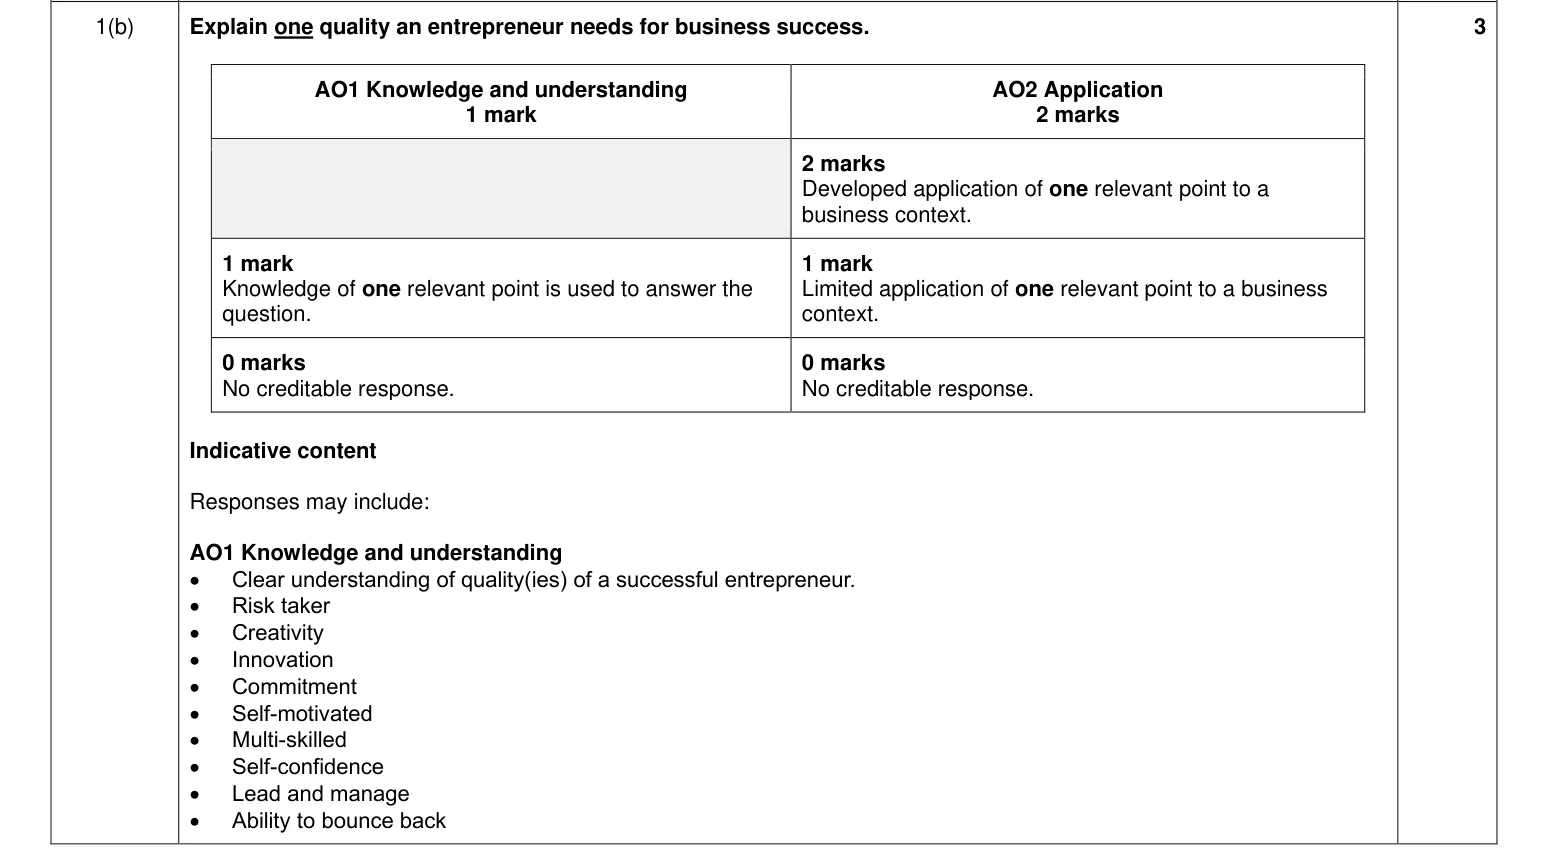 1(b)
Explain one quality an entrepreneur needs for business success.
3
AO1 Knowledge and understanding
1 mark
AO2 Application
2 marks
2 marks
Developed application of one relevant point to a
business context.
1 mark
Knowledge of one relevant point is used to answer the
question.
1 mark
Limited application of one relevant point to a business
context.
0 marks
No creditable response.
0 marks
No creditable response.
Indicative content
Responses may include:
AO1 Knowledge and understanding
• Clear understanding of quality(ies) of a successful entrepreneur.
• Risk taker
• Creativity
• Innovation
• Commitment
• Self-motivated
• Multi-skilled
• Self-confidence
• Lead and manage
• Ability to bounce back